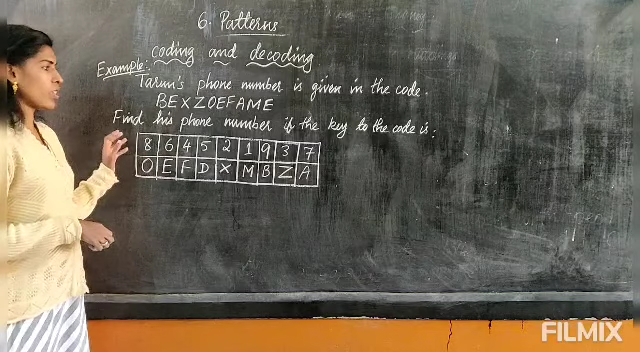 6. Patterns
coding and decoding
Example:
Tarun's phone number is given in the code.
BEXZOEFAME
Find his phone number if the key to the code is:
8 6 4 5 2 1 9 3 7
O E F D X M B Z A
FILMIX